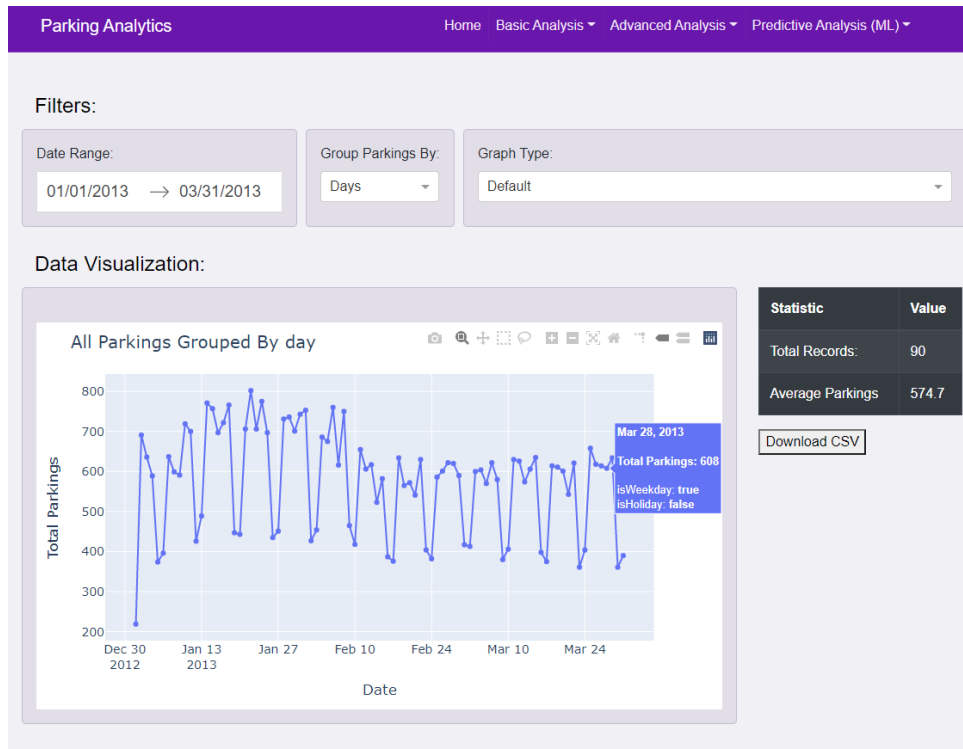 Parking Analytics Home Basic Analysis Advanced Analysis Predictive Analysis (ML)
Filters:
Date Range: Group Parkings By: Graph Type:
01/01/2013 → 03/31/2013 Days Default
Data Visualization:
Statistic Value
Total Records: 90
Average Parkings 574.7
Download CSV
All Parkings Grouped By day
800
700
600
500
400
300
200
Total Parkings
Mar 28, 2013
Total Parkings: 608
isWeekday: true
isHoliday: false
Dec 30 Jan 13 Jan 27 Feb 10 Feb 24 Mar 10 Mar 24
2012 2013
Date